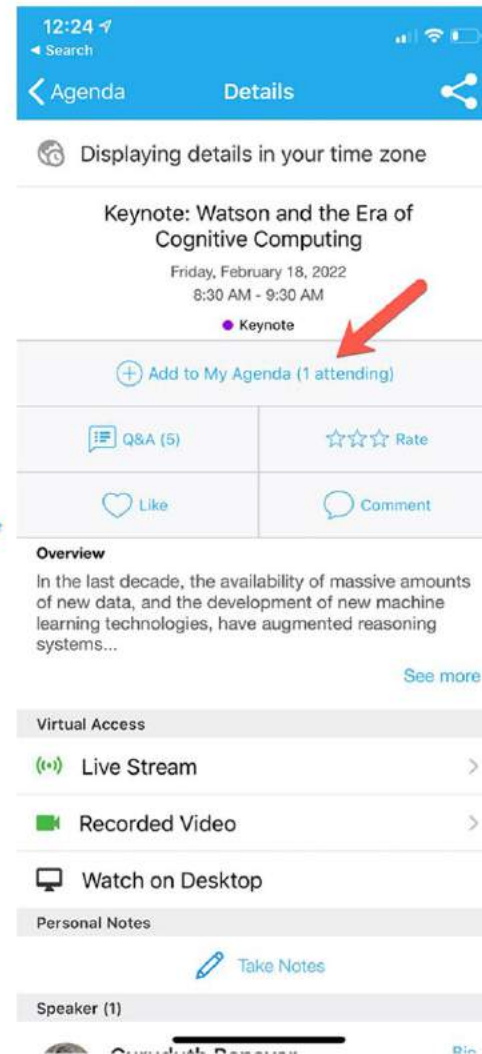 12:24
Search
Agenda
Details
Displaying details in your time zone
Keynote: Watson and the Era of
Cognitive Computing
Friday, February 18, 2022
8:30 AM - 9:30 AM
Keynote
Add to My Agenda (1 attending)
Q&A (5)
Rate
Like
Comment
Overview
In the last decade, the availability of massive amounts
of new data, and the development of new machine
learning technologies, have augmented reasoning
systems...
See more
Virtual Access
Live Stream
Recorded Video
Watch on Desktop
Personal Notes
Take Notes
Speaker (1)
Bio